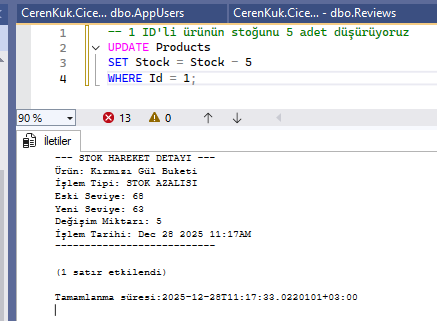 CerenKuk.Cice... dbo.AppUsers
CerenKuk.Cice... - dbo.Reviews
1 -- 1 ID'li ürünün stoğunu 5 adet düşürüyoruz
2 UPDATE Products
3 SET Stock = Stock - 5
4 WHERE Id = 1;
90 % 13 0
İletiler
--- STOK HAREKET DETAYI ---
Ürün: Kırmızı Gül Buketi
İşlem Tipi: STOK AZALISI
Eski Seviye: 68
Yeni Seviye: 63
Değişim Miktarı: 5
İşlem Tarihi: Dec 28 2025 11:17AM
---------------------------
(1 satır etkilendi)
Tamamlanma süresi:2025-12-28T11:17:33.0220101+03:00